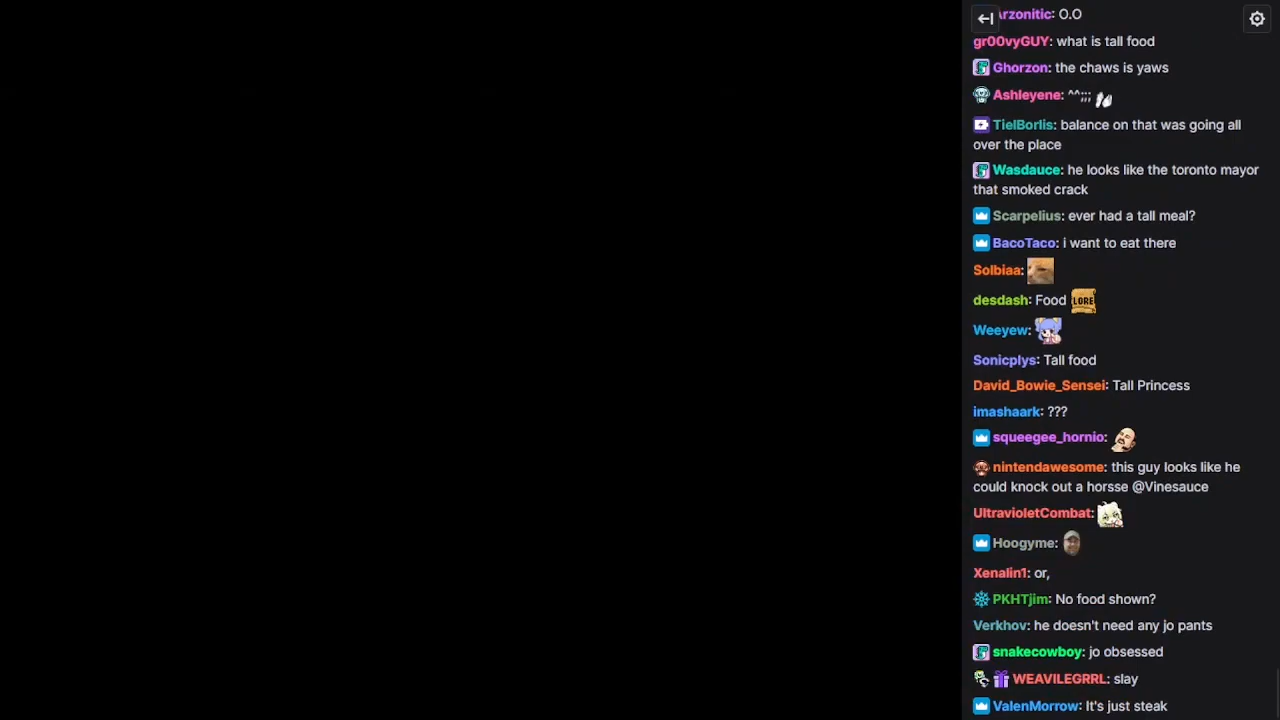 Arzonitic: O.O
gr00vyGUY: what is tall food
Ghorzon: the chaws is yaws
Ashleyene: ^^;;;
TielBorlis: balance on that was going all
over the place
Wasdauce: he looks like the toronto mayor
that smoked crack
Scarpelius: ever had a tall meal?
BacoTaco: i want to eat there
Solbiaa:
desdash: Food LORE
Weeyew:
Sonicplys: Tall food
David_Bowie_Sensei: Tall Princess
imashaark: ???
squeegee_hornio:
nintendawesome: this guy looks like he
could knock out a horsse @Vinesauce
UltravioletCombat:
Hoogyme:
Xenalin1: or,
PKHTjim: No food shown?
Verkhov: he doesn't need any jo pants
snakecowboy: jo obsessed
WEAVILEGRRL: slay
ValenMorrow: It's just steak